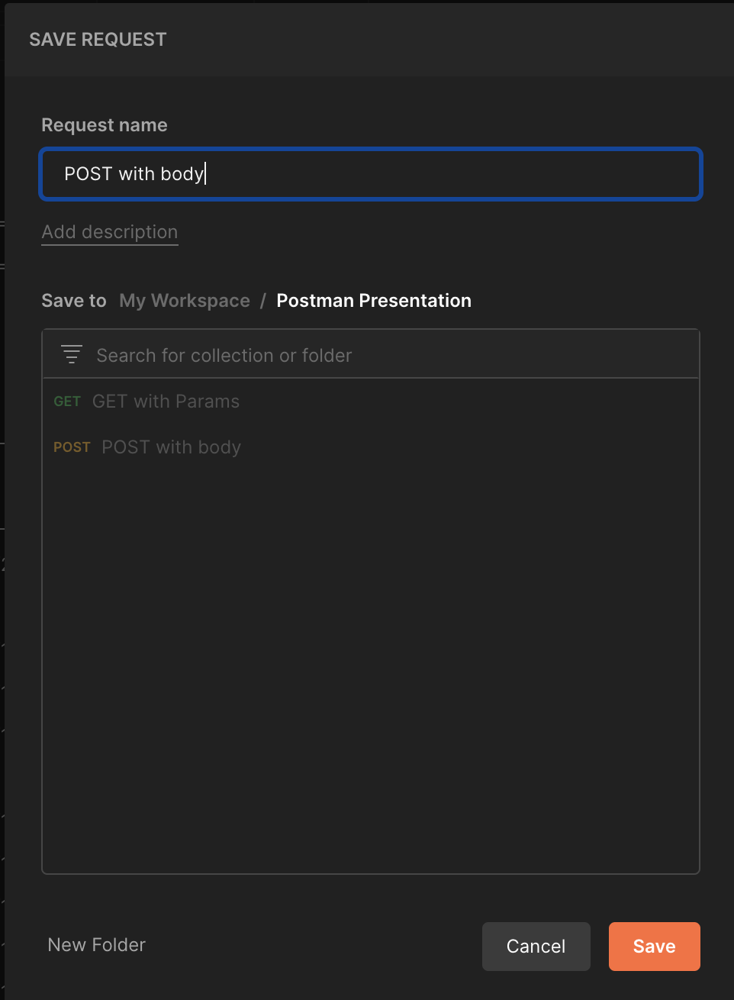 SAVE REQUEST
Request name
POST with body
Add description
Save to My Workspace / Postman Presentation
Search for collection or folder
GET GET with Params
POST POST with body
New Folder Cancel Save